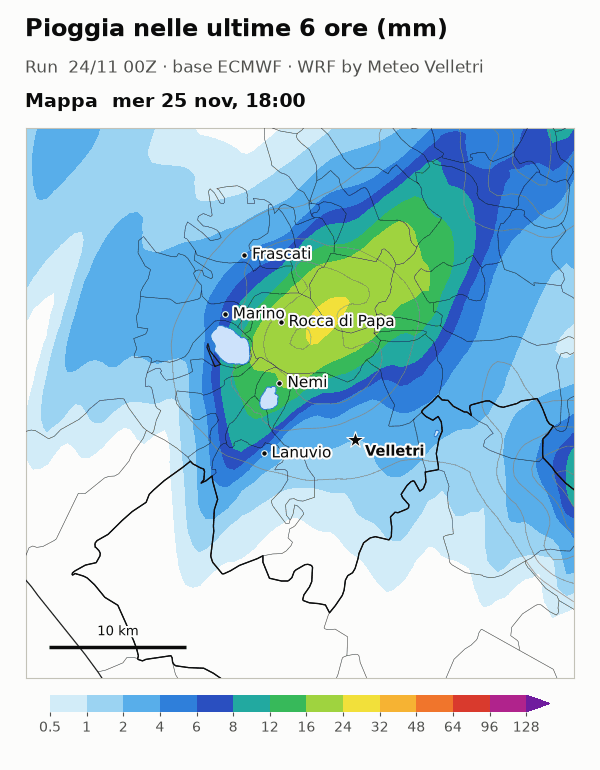 Pioggia nelle ultime 6 ore (mm)
Run  24/11 00Z · base ECMWF · WRF by Meteo Velletri
Mappa  mer 25 nov, 18:00
Frascati
Marino
Rocca di Papa
Nemi
Velletri
Lanuvio
10 km
0.5 1 2 4 6 8 12 16 24 32 48 64 96 128